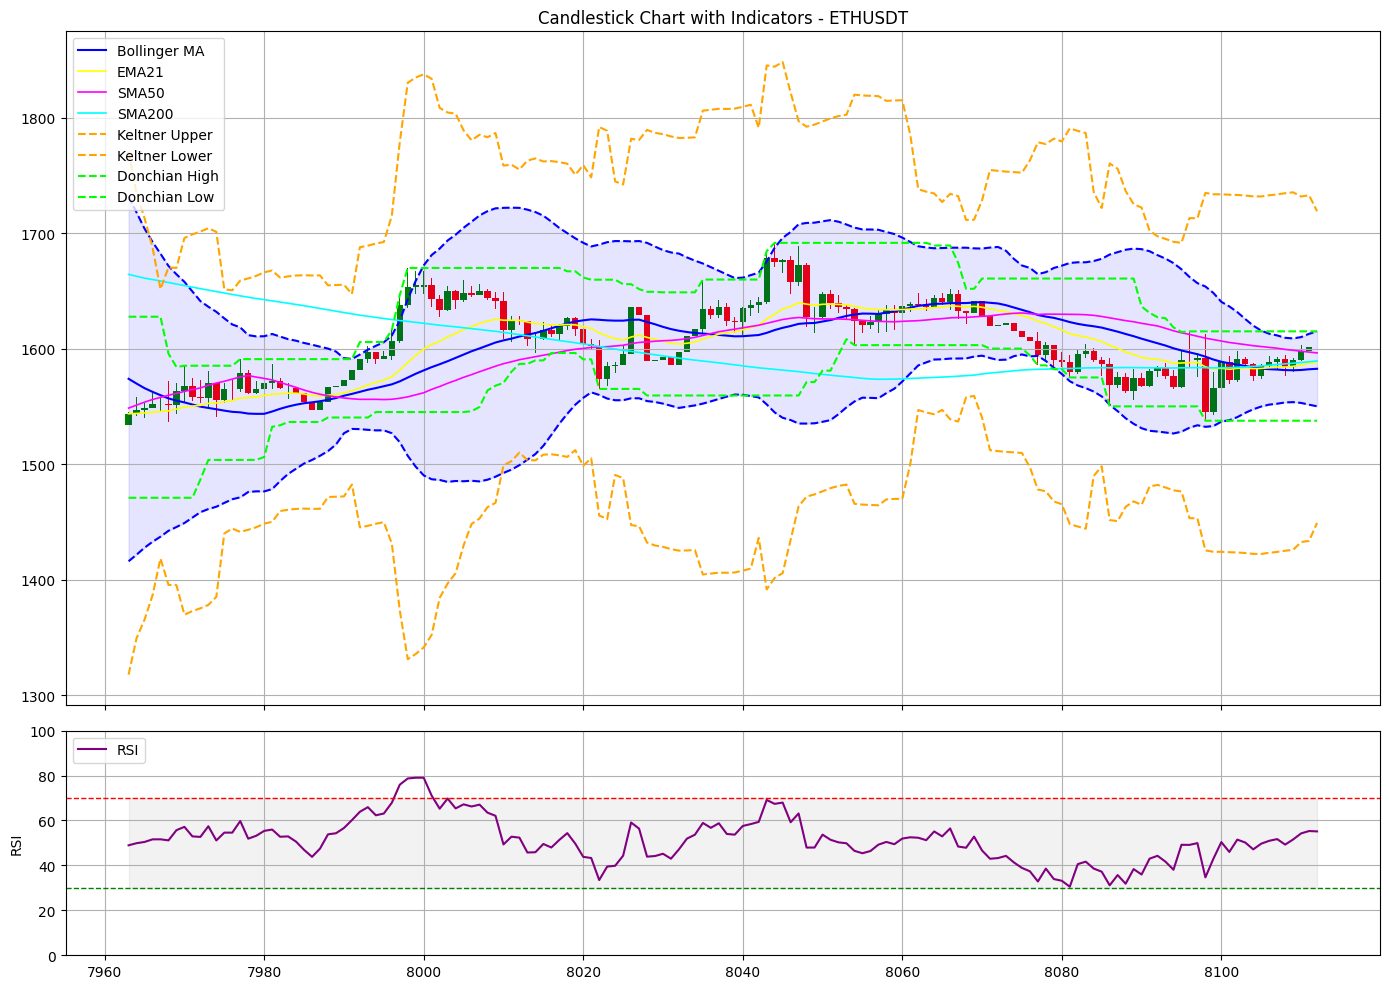 Candlestick Chart with Indicators - ETHUSDT
Bollinger MA
EMA21
SMA50
SMA200
Keltner Upper
Keltner Lower
Donchian High
Donchian Low
1800
1700
1600
1500
1400
1300
RSI
100
80
60
40
20
0
RSI
7960 7980 8000 8020 8040 8060 8080 8100